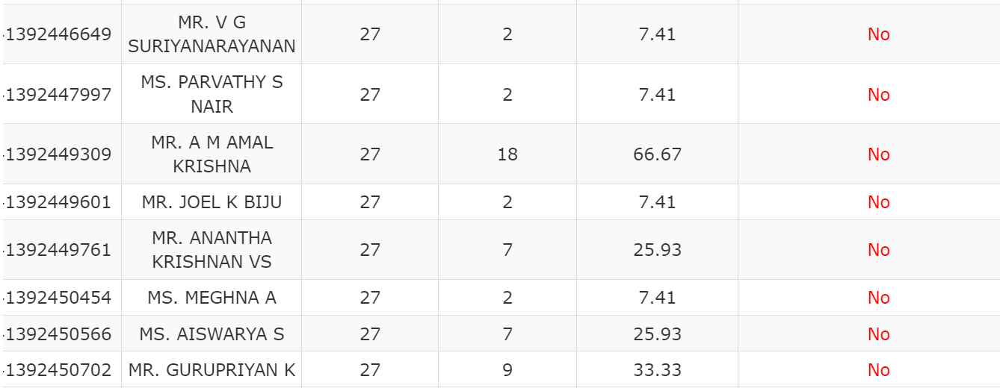 -1392446649 MR. V G SURIYANARAYANAN 27 2 7.41 No
-1392447997 MS. PARVATHY S NAIR 27 2 7.41 No
-1392449309 MR. A M AMAL KRISHNA 27 18 66.67 No
-1392449601 MR. JOEL K BIJU 27 2 7.41 No
-1392449761 MR. ANANTHA KRISHNAN VS 27 7 25.93 No
-1392450454 MS. MEGHNA A 27 2 7.41 No
-1392450566 MS. AISWARYA S 27 7 25.93 No
-1392450702 MR. GURUPRIYAN K 27 9 33.33 No